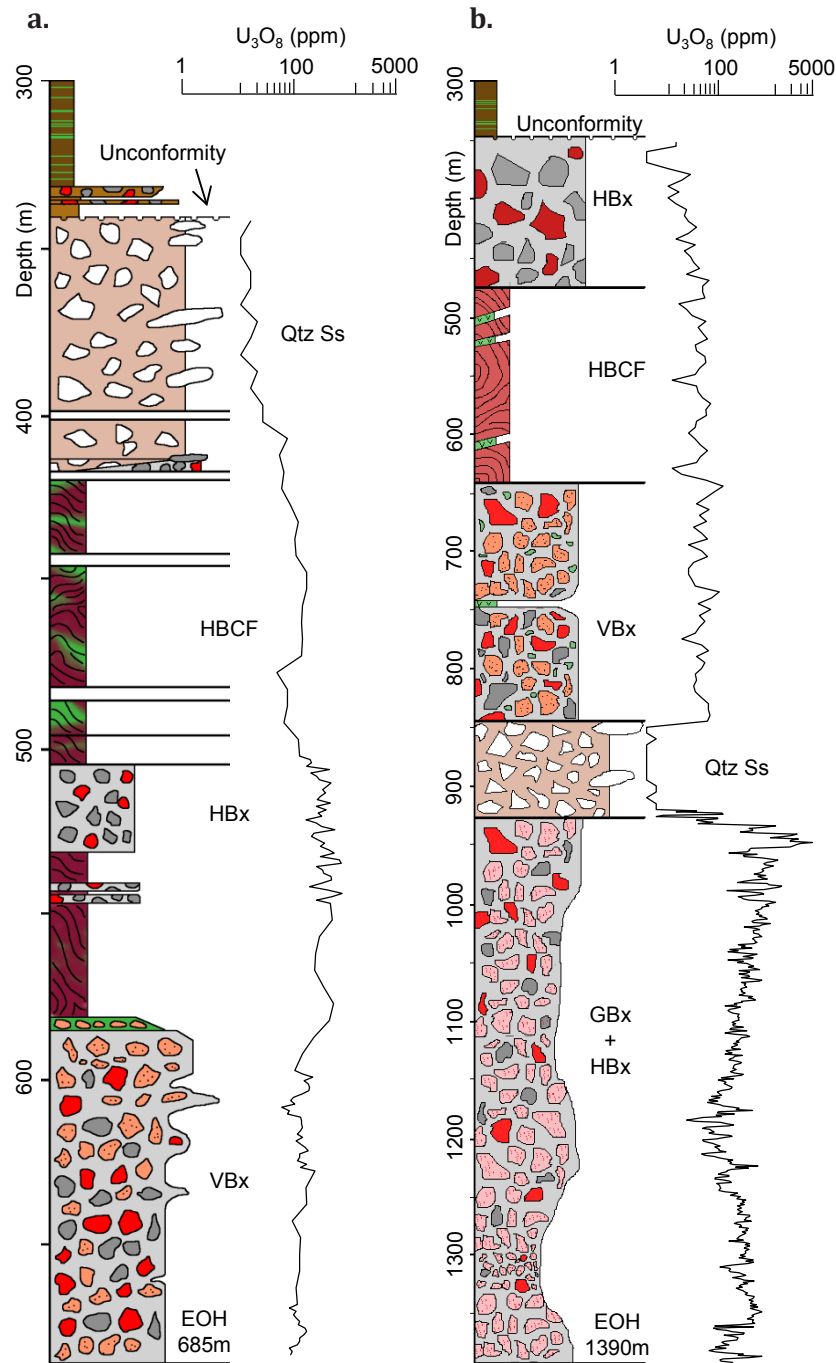 a.
U₃O₈ (ppm)
1 100 5000
300
Unconformity
Depth (m)
Qtz Ss
400
HBCF
500
HBx
600
VBx
EOH
685m
b.
U₃O₈ (ppm)
1 100 5000
300
Unconformity
Depth (m)
HBx
500
HBCF
600
700
VBx
800
Qtz Ss
900
1000
GBx
+
HBx
1100
1200
1300
EOH
1390m
v v
v v
v v
v v